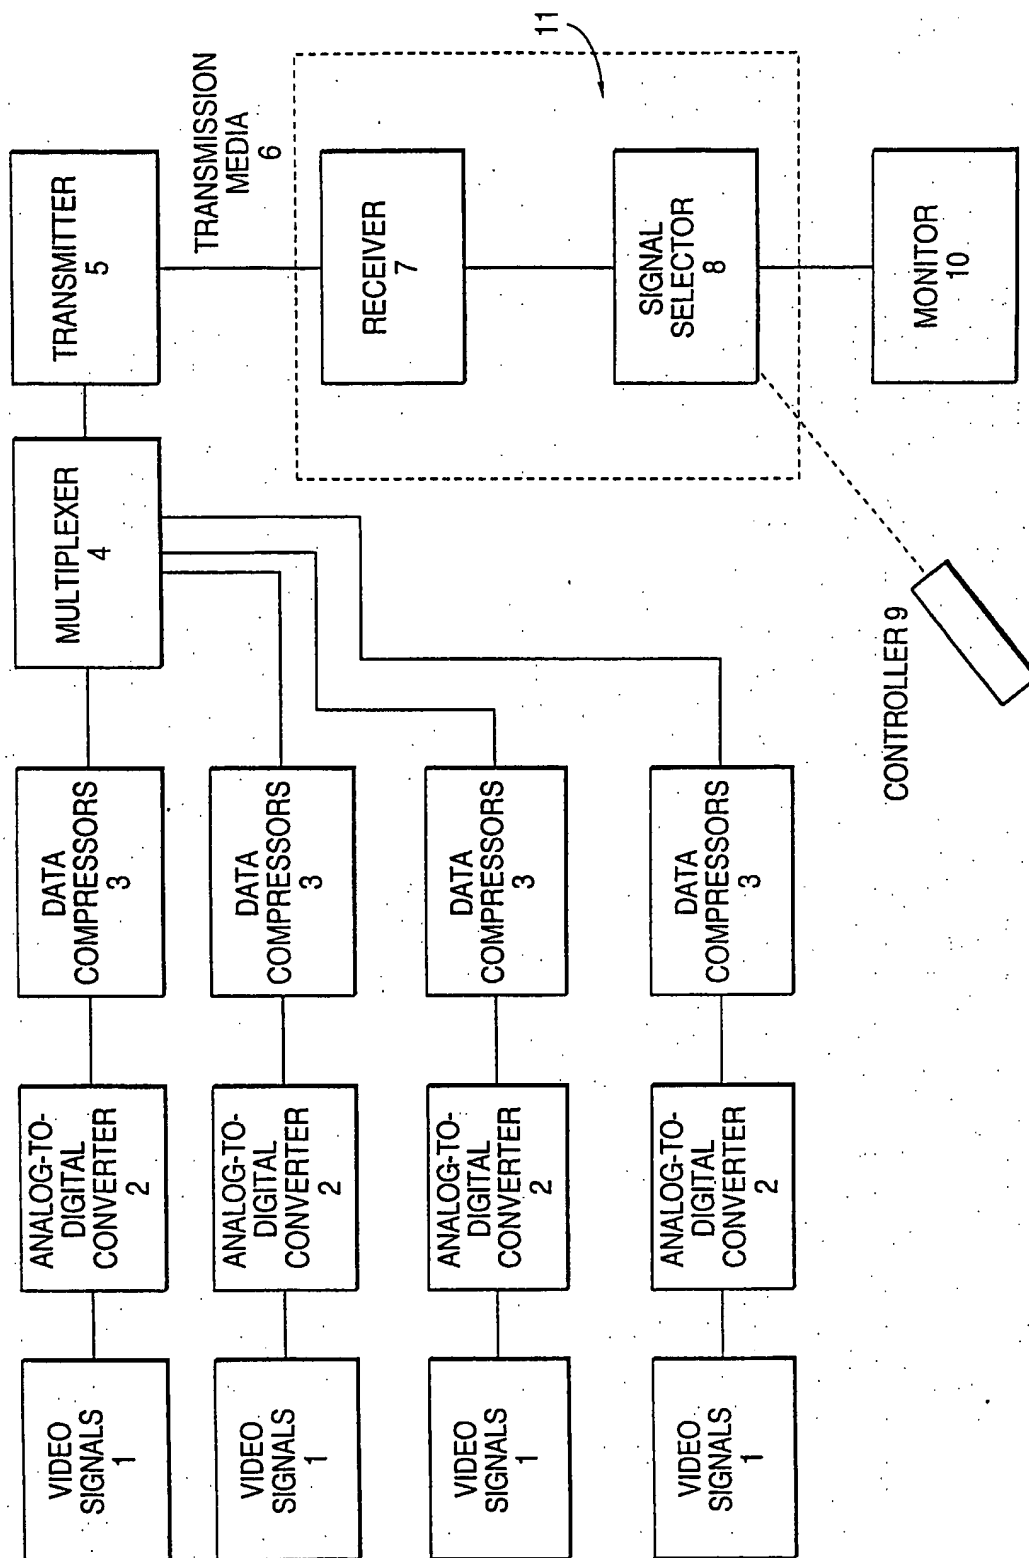 VIDEO
SIGNALS
1
ANALOG-TO-
DIGITAL
CONVERTER
2
DATA
COMPRESSORS
3
MULTIPLEXER
4
TRANSMITTER
5
VIDEO
SIGNALS
1
ANALOG-TO-
DIGITAL
CONVERTER
2
DATA
COMPRESSORS
3
TRANSMISSION
MEDIA
6
VIDEO
SIGNALS
1
ANALOG-TO-
DIGITAL
CONVERTER
2
DATA
COMPRESSORS
3
RECEIVER
7
VIDEO
SIGNALS
1
ANALOG-TO-
DIGITAL
CONVERTER
2
DATA
COMPRESSORS
3
SIGNAL
SELECTOR
8
11
CONTROLLER 9
MONITOR
10